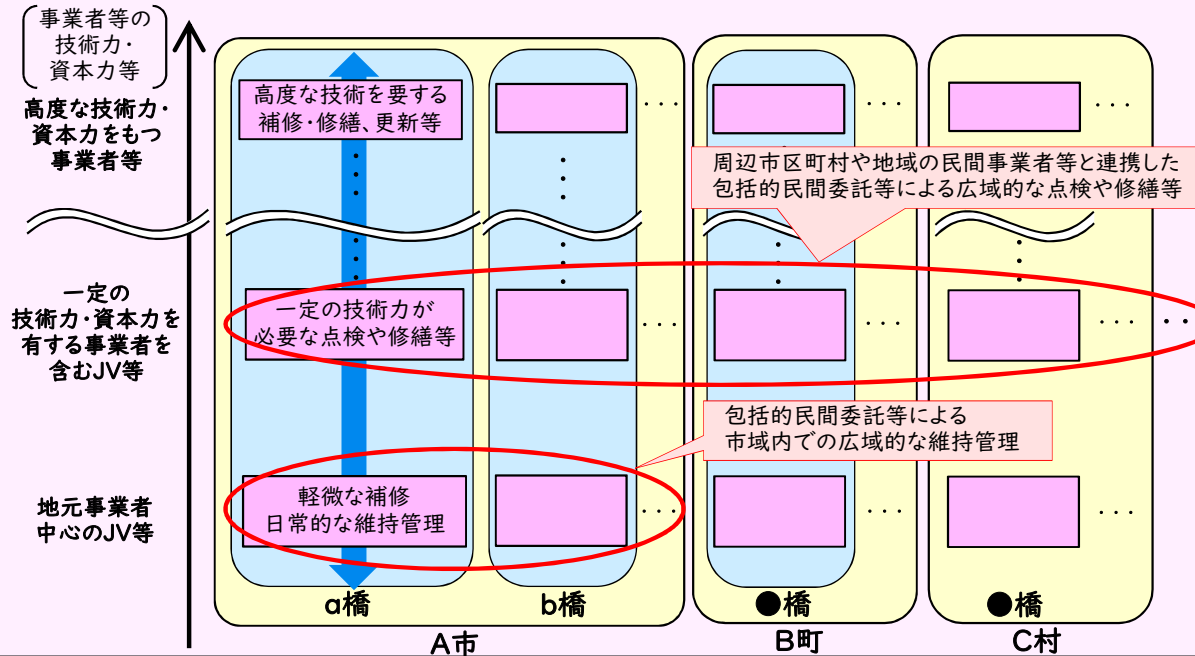 事業者等の
技術力・
資本力等
高度な技術力・
資本力をもつ
事業者等
一定の
技術力・資本力を
有する事業者を
含むJV等
地元事業者
中心のJV等
高度な技術を要する
補修・修繕、更新等
・・・
・・・
・・・
周辺市区町村や地域の民間事業者等と連携した
包括的民間委託等による広域的な点検や修繕等
一定の技術力が
必要な点検や修繕等
・・・
・・・
・・・ ・・
包括的民間委託等による
市域内での広域的な維持管理
軽微な補修
日常的な維持管理
・・・
・・・
・・・
a橋
b橋
●橋
●橋
A市
B町
C村